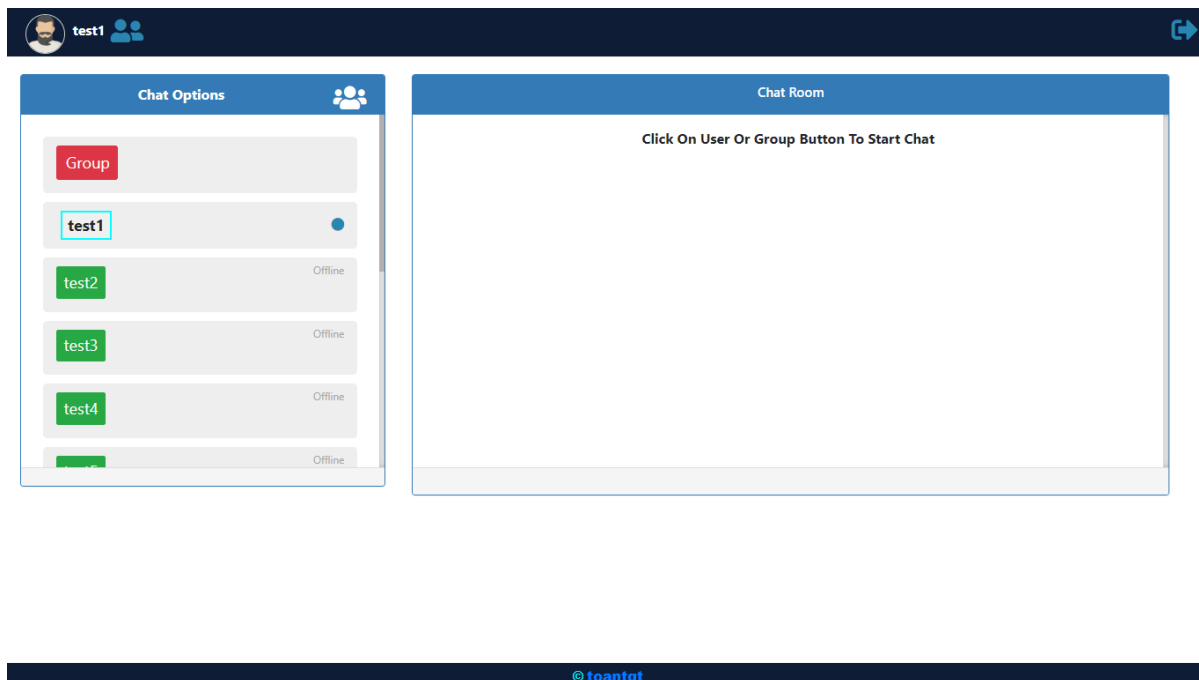 test1
Chat Options
Group
test1
test2
Offline
test3
Offline
test4
Offline
Offline
Chat Room
Click On User Or Group Button To Start Chat
© toantqt